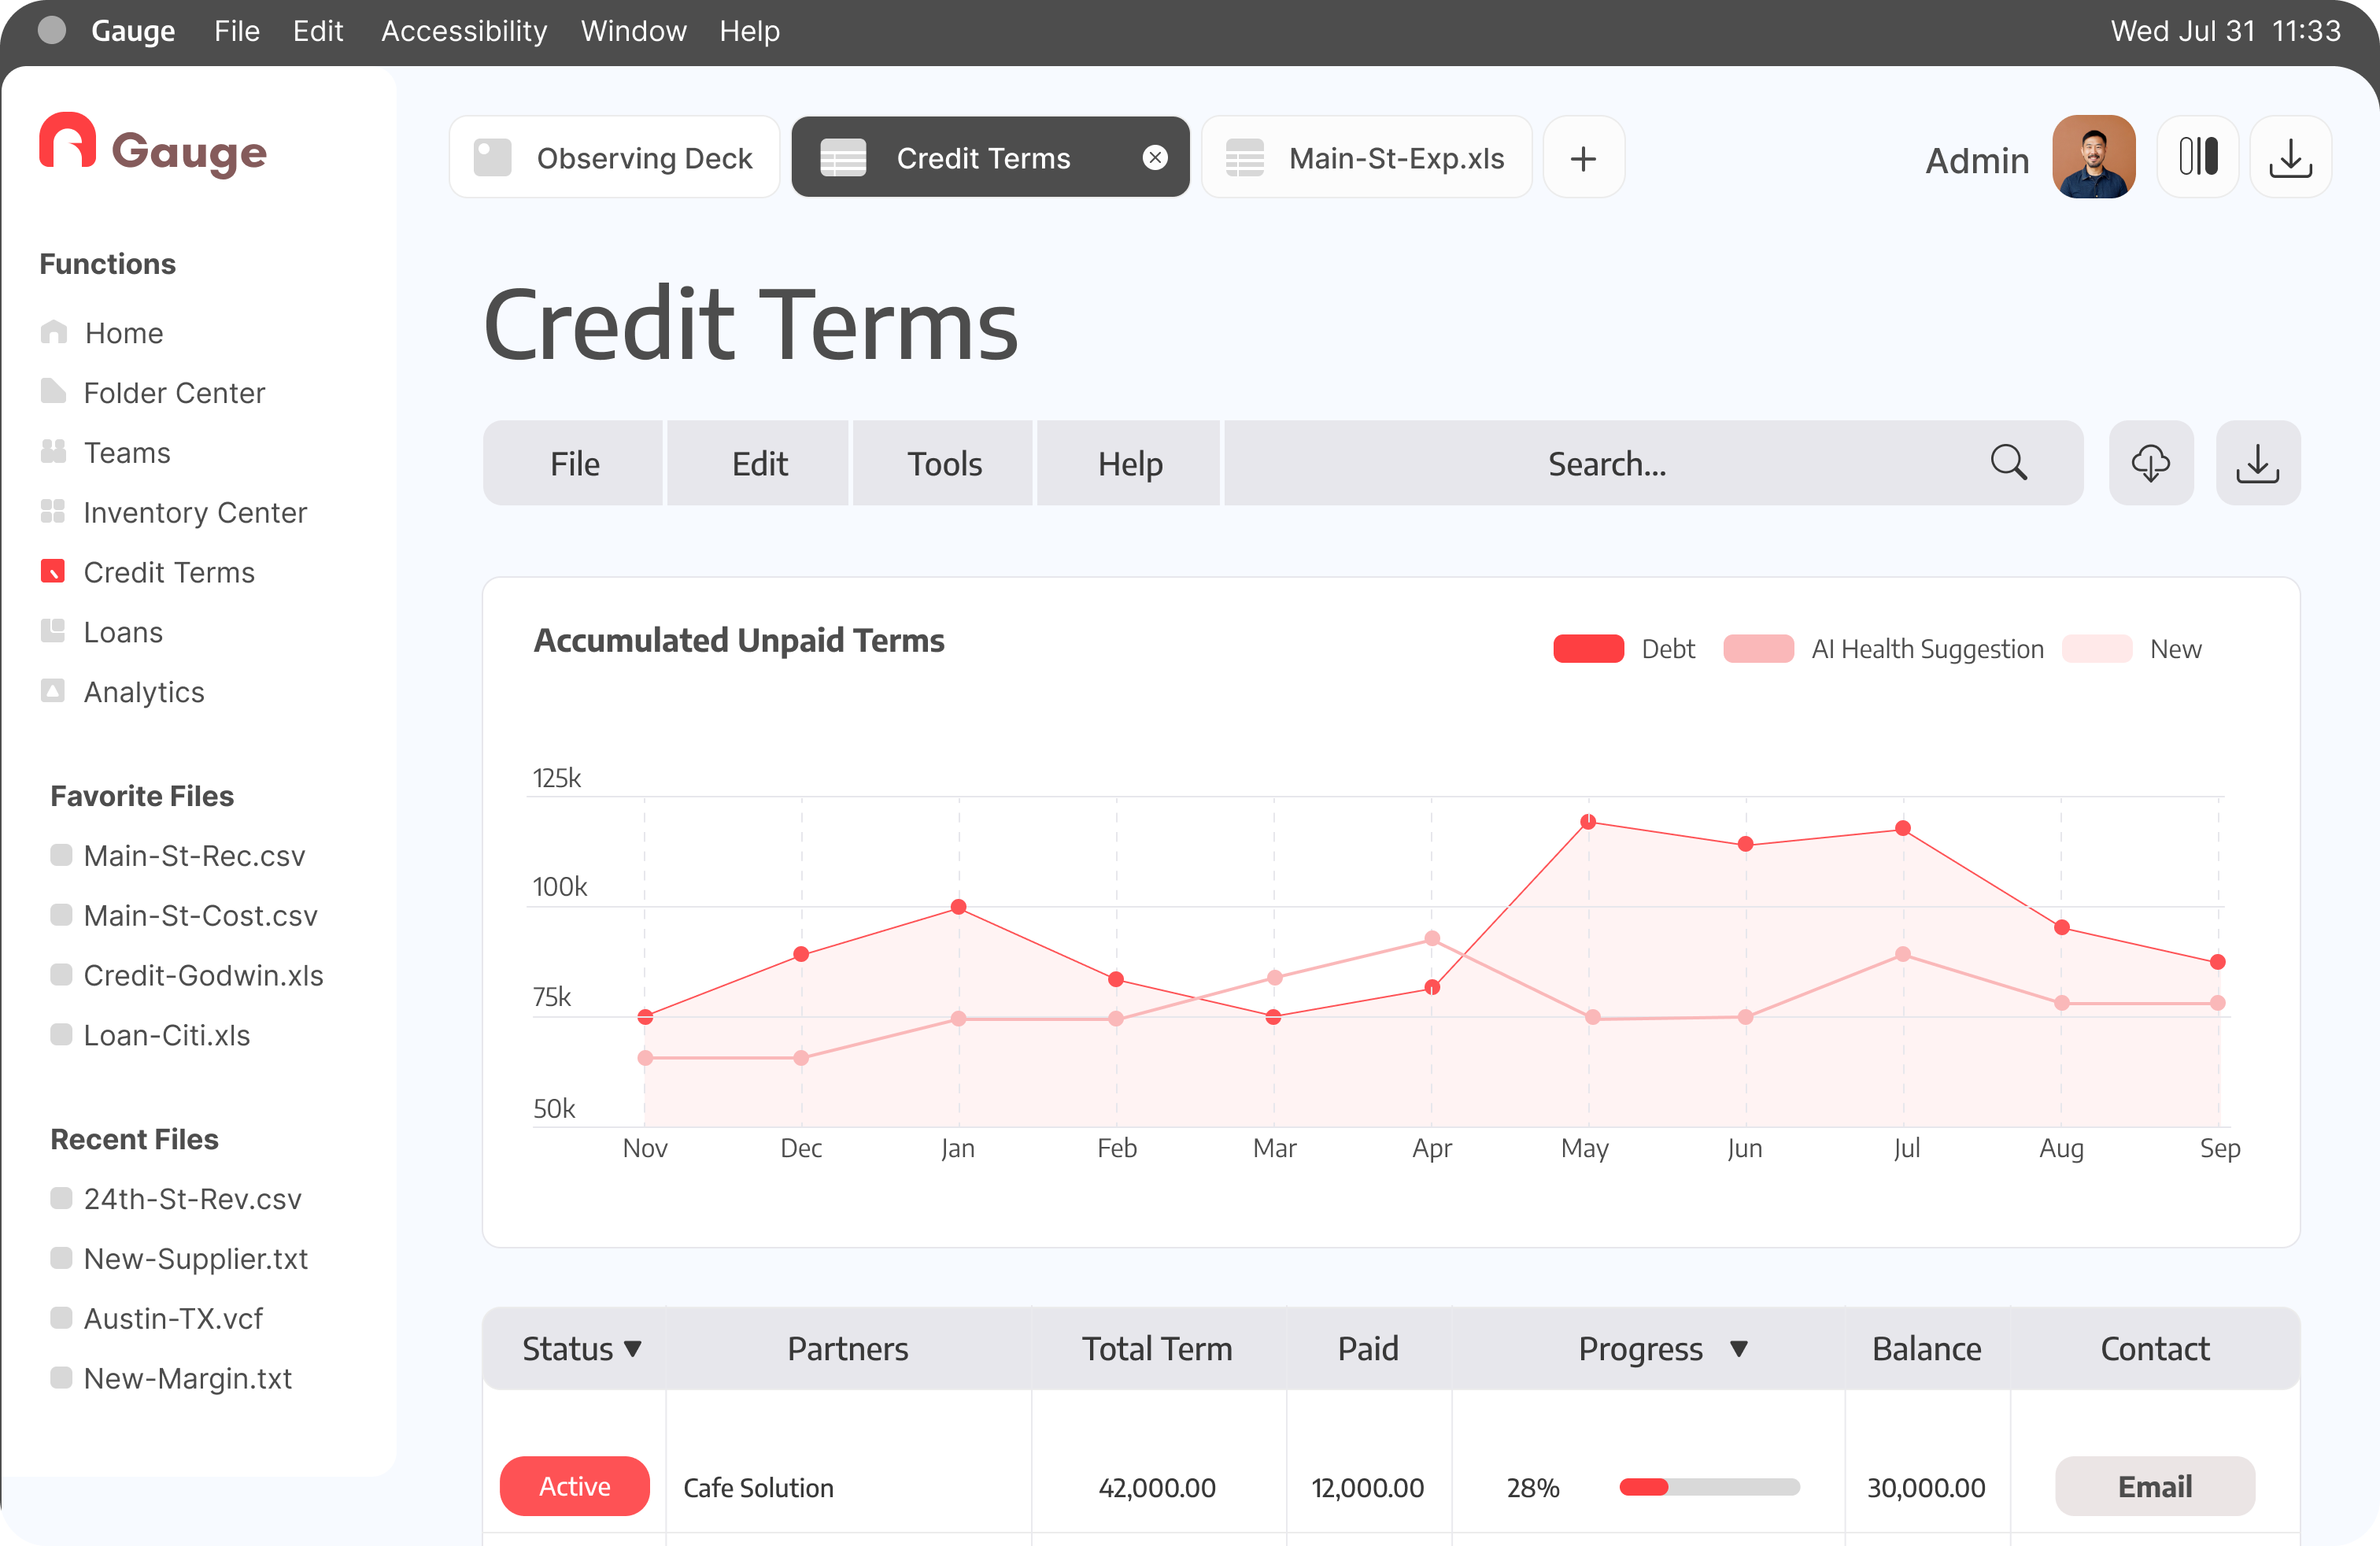 Gauge File Edit Accessibility Window Help Wed Jul 31 11:33
Gauge
Functions
Home
Folder Center
Teams
Inventory Center
Credit Terms
Loans
Analytics
Favorite Files
Main-St-Rec.csv
Main-St-Cost.csv
Credit-Godwin.xls
Loan-Citi.xls
Recent Files
24th-St-Rev.csv
New-Supplier.txt
Austin-TX.vcf
New-Margin.txt
Observing Deck Credit Terms Main-St-Exp.xls + Admin
Credit Terms
File Edit Tools Help Search...
Accumulated Unpaid Terms
Debt AI Health Suggestion New
125k
100k
75k
50k
Nov Dec Jan Feb Mar Apr May Jun Jul Aug Sep
Status ▼ Partners Total Term Paid Progress ▼ Balance Contact
Active Cafe Solution 42,000.00 12,000.00 28% 30,000.00 Email